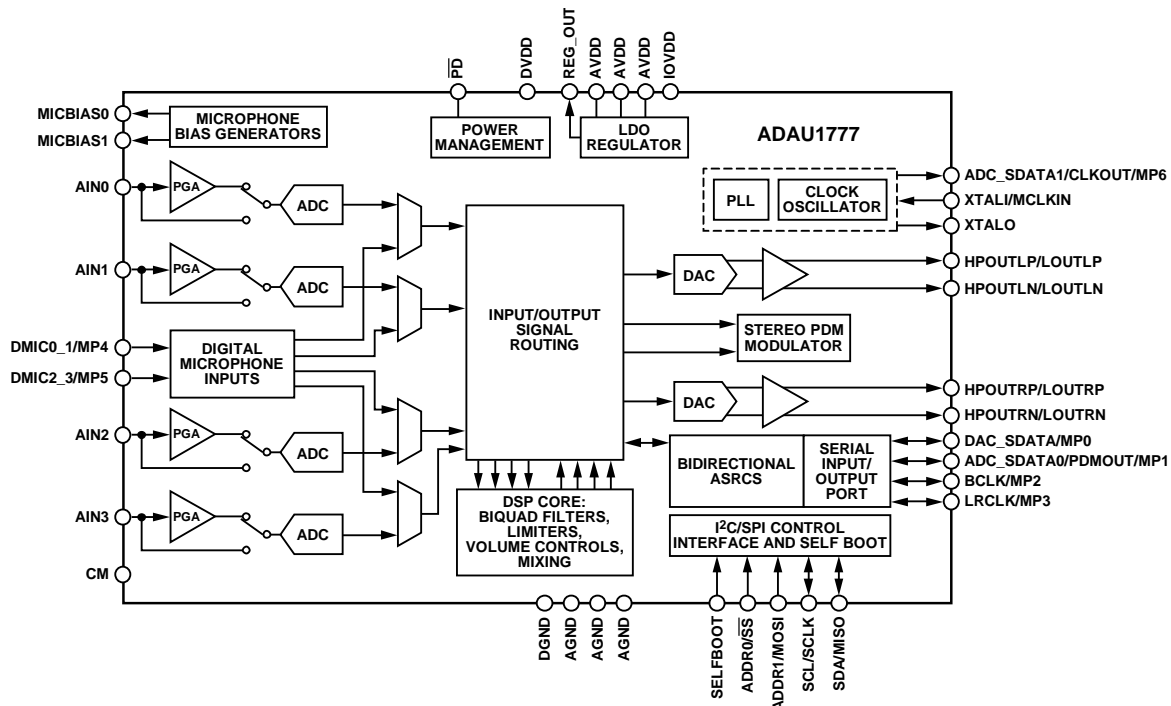 PD
DVDD
REG_OUT
AVDD
AVDD
AVDD
IOVDD
MICBIAS0
MICBIAS1
MICROPHONE
BIAS GENERATORS
POWER
MANAGEMENT
LDO
REGULATOR
ADAU1777
AIN0
PGA
ADC
PLL
CLOCK
OSCILLATOR
ADC_SDATA1/CLKOUT/MP6
XTALI/MCLKIN
XTALO
AIN1
PGA
ADC
DAC
HPOUTLP/LOUTLP
HPOUTLN/LOUTLN
INPUT/OUTPUT
SIGNAL
ROUTING
STEREO PDM
MODULATOR
DMIC0_1/MP4
DMIC2_3/MP5
DIGITAL
MICROPHONE
INPUTS
DAC
HPOUTRP/LOUTRP
HPOUTRN/LOUTRN
AIN2
PGA
ADC
BIDIRECTIONAL
ASRCS
SERIAL
INPUT/
OUTPUT
PORT
DAC_SDATA/MP0
ADC_SDATA0/PDMOUT/MP1
BCLK/MP2
LRCLK/MP3
AIN3
PGA
ADC
DSP CORE:
BIQUAD FILTERS,
LIMITERS,
VOLUME CONTROLS,
MIXING
I2C/SPI CONTROL
INTERFACE AND SELF BOOT
CM
DGND
AGND
AGND
AGND
SELFBOOT
ADDR0/SS
ADDR1/MOSI
SCL/SCLK
SDA/MISO